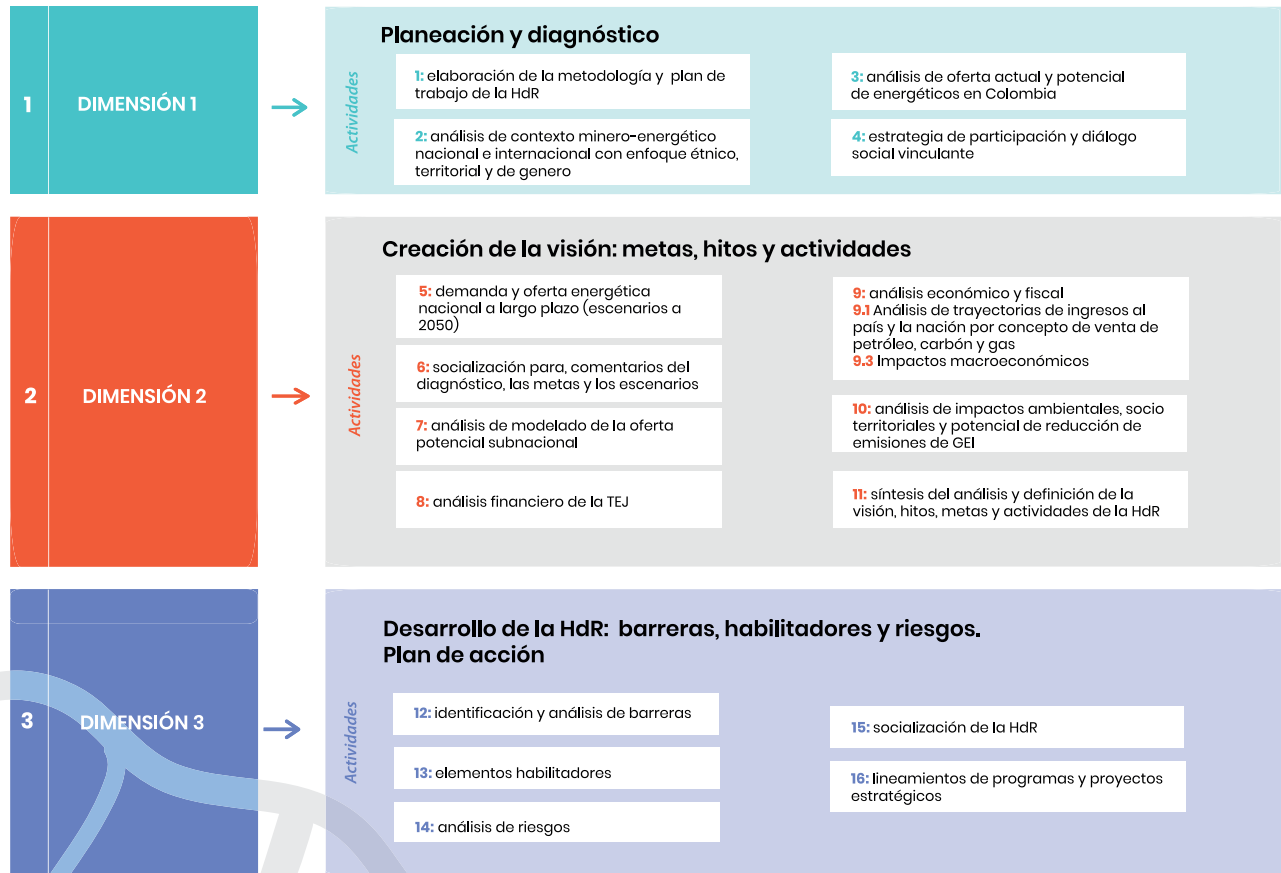 1
DIMENSIÓN 1
Planeación y diagnóstico
Actividades
1: elaboración de la metodología y plan de
trabajo de la HdR
2: análisis de contexto minero-energético
nacional e internacional con enfoque étnico,
territorial y de genero
3: análisis de oferta actual y potencial
de energéticos en Colombia
4: estrategia de participación y diálogo
social vinculante
2
DIMENSIÓN 2
Creación de la visión: metas, hitos y actividades
Actividades
5: demanda y oferta energética
nacional a largo plazo (escenarios a
2050)
6: socialización para, comentarios del
diagnóstico, las metas y los escenarios
7: análisis de modelado de la oferta
potencial subnacional
8: análisis financiero de la TEJ
9: análisis económico y fiscal
9.1 Análisis de trayectorias de ingresos al
país y la nación por concepto de venta de
petróleo, carbón y gas
9.3 Impactos macroeconómicos
10: análisis de impactos ambientales, socio
territoriales y potencial de reducción de
emisiones de GEI
11: síntesis del análisis y definición de la
visión, hitos, metas y actividades de la HdR
3
DIMENSIÓN 3
Desarrollo de la HdR: barreras, habilitadores y riesgos.
Plan de acción
Actividades
12: identificación y análisis de barreras
13: elementos habilitadores
14: análisis de riesgos
15: socialización de la HdR
16: lineamientos de programas y proyectos
estratégicos